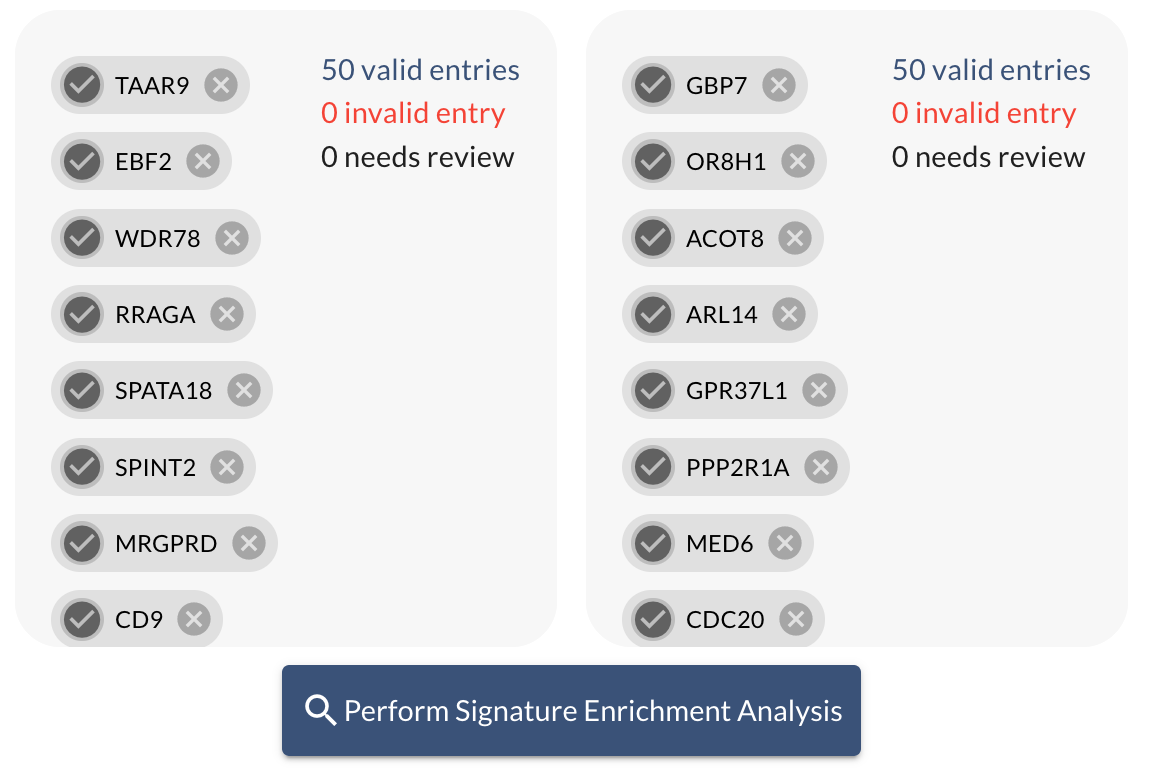 TAAR9
EBF2
WDR78
RRAGA
SPATA18
SPINT2
MRGPRD
CD9
50 valid entries
0 invalid entry
0 needs review
GBP7
OR8H1
ACOT8
ARL14
GPR37L1
PPP2R1A
MED6
CDC20
50 valid entries
0 invalid entry
0 needs review
Perform Signature Enrichment Analysis